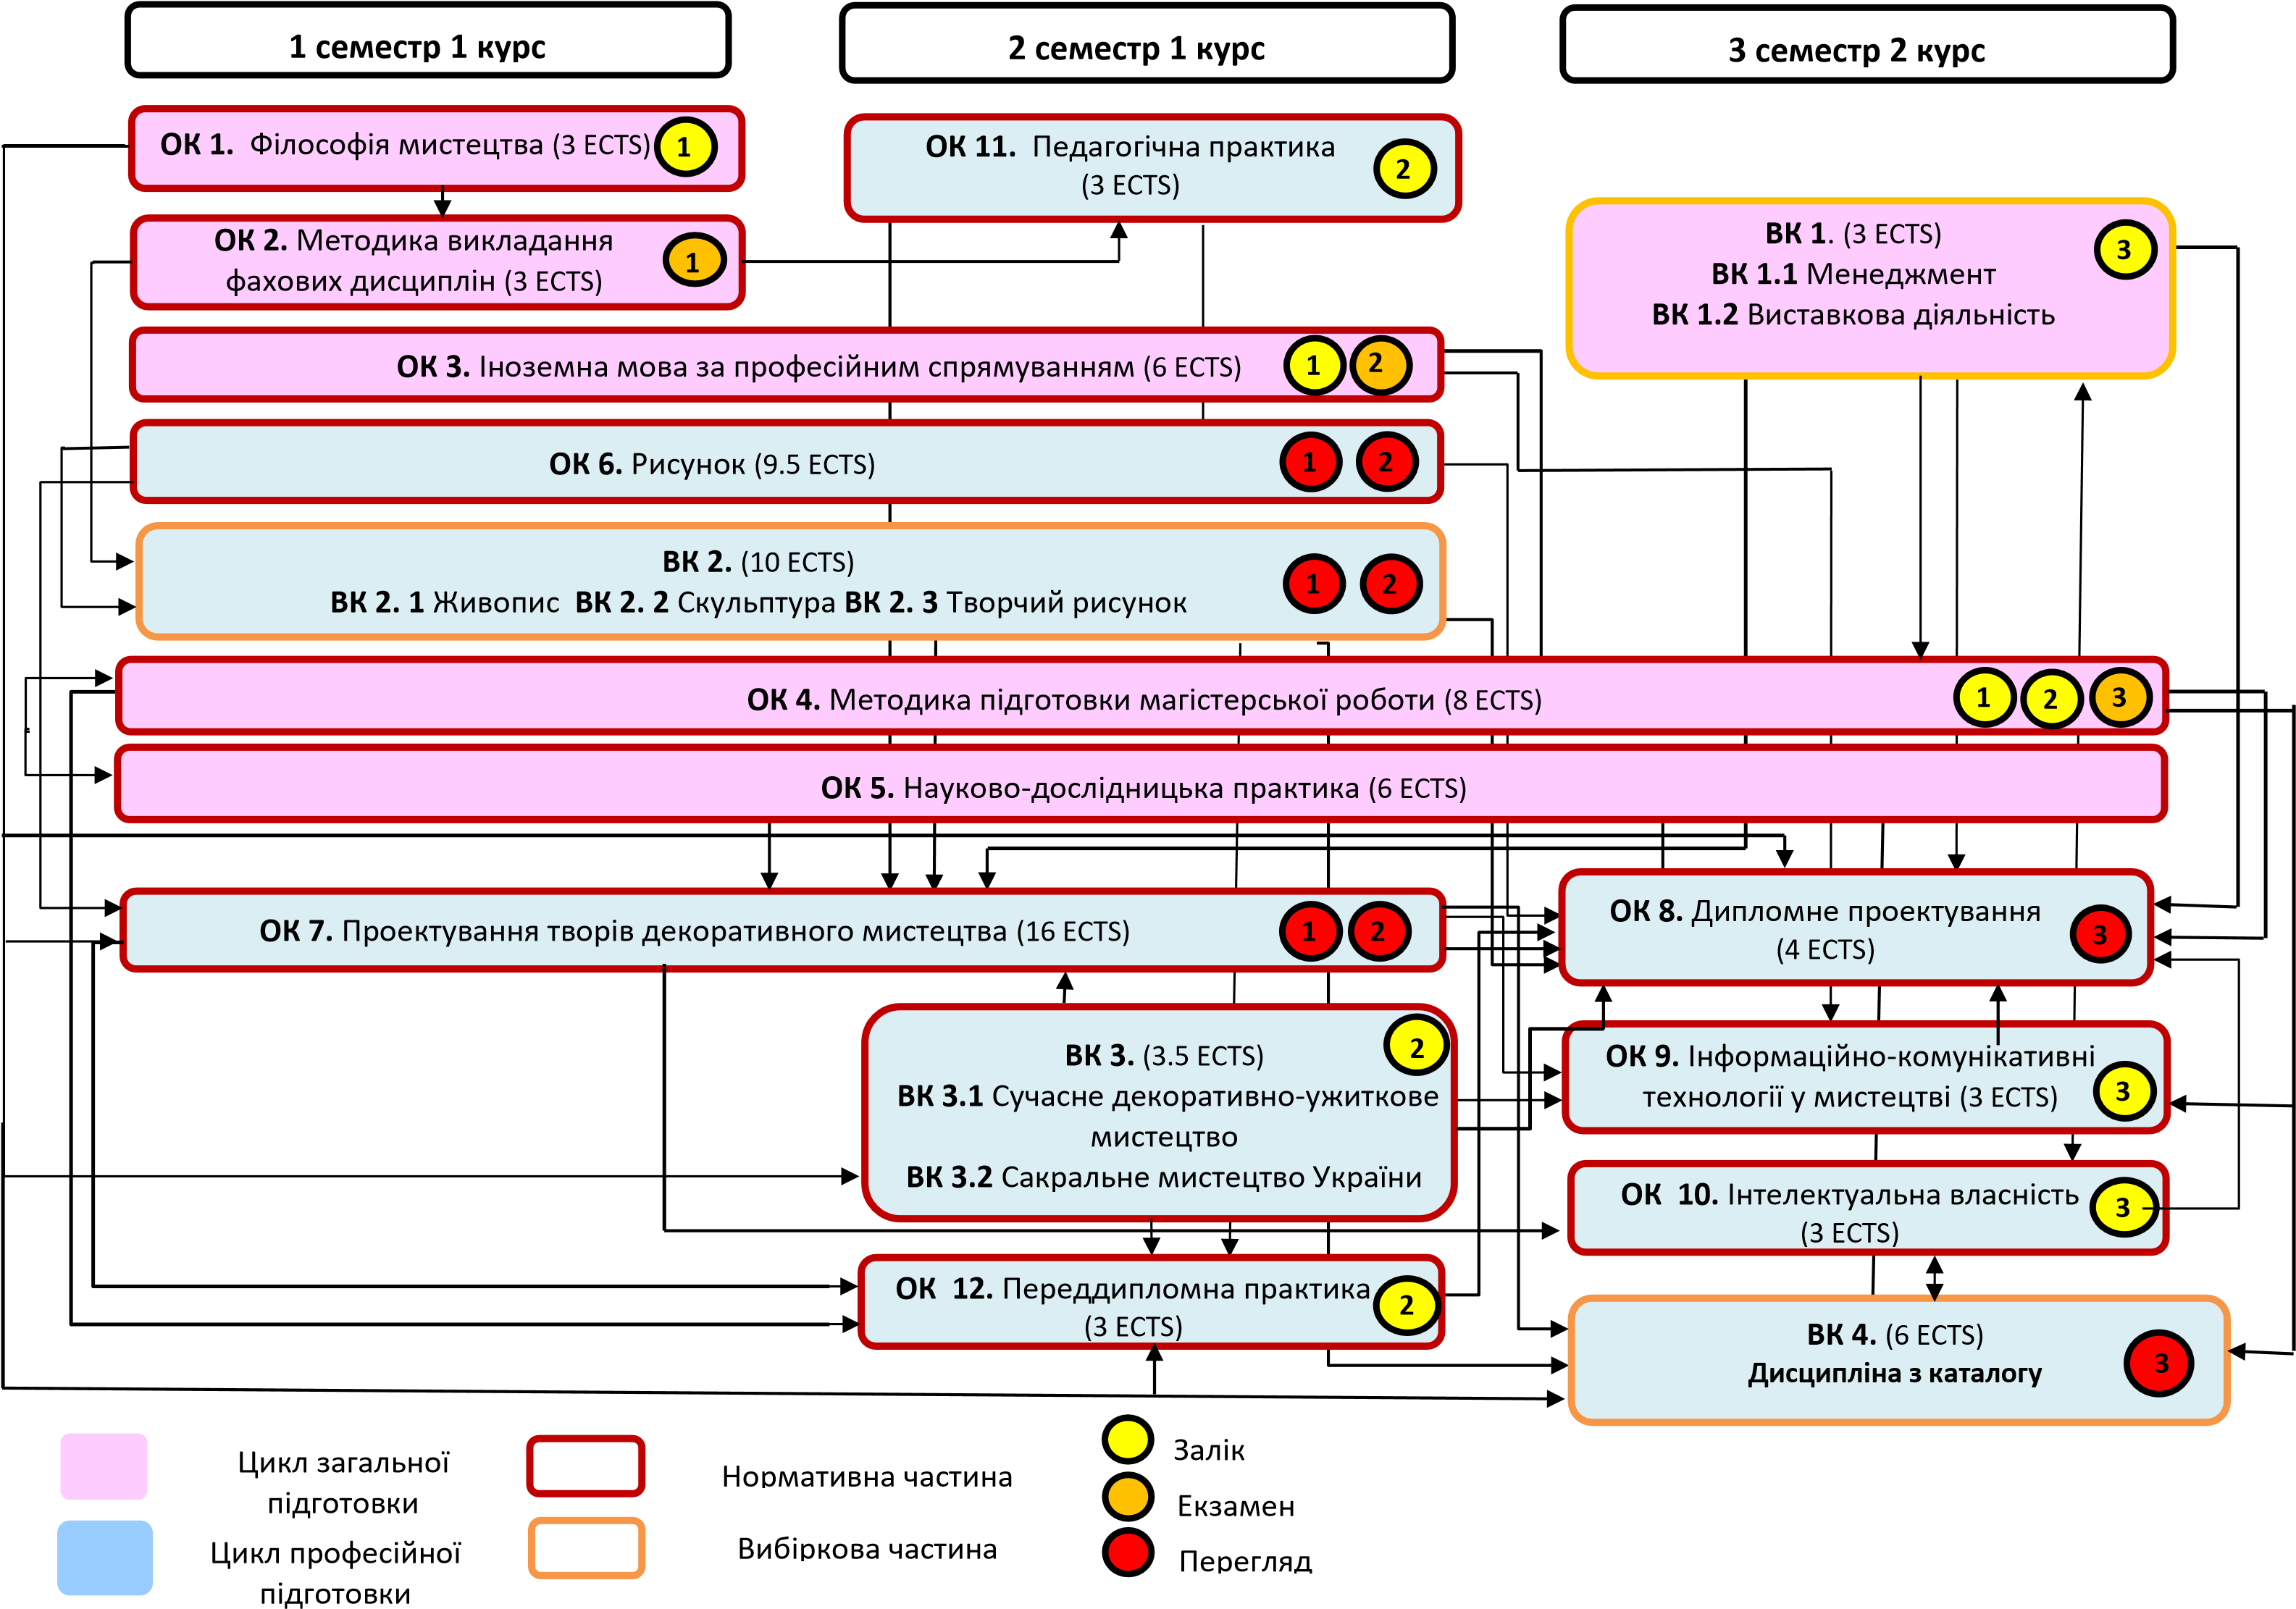 1 семестр 1 курс
2 семестр 1 курс
3 семестр 2 курс
ОК 1. Філософія мистецтва (3 ECTS)
1
ОК 11. Педагогічна практика
(3 ECTS)
2
ОК 2. Методика викладання
фахових дисциплін (3 ECTS)
1
ВК 1. (3 ECTS)
ВК 1.1 Менеджмент
ВК 1.2 Виставкова діяльність
3
ОК 3. Іноземна мова за професійним спрямуванням (6 ECTS)
1
2
ОК 6. Рисунок (9.5 ECTS)
1
2
ВК 2. (10 ECTS)
ВК 2. 1 Живопис ВК 2. 2 Скульптура ВК 2. 3 Творчий рисунок
1
2
ОК 4. Методика підготовки магістерської роботи (8 ECTS)
1
2
3
ОК 5. Науково-дослідницька практика (6 ECTS)
ОК 7. Проектування творів декоративного мистецтва (16 ECTS)
1
2
ОК 8. Дипломне проектування
(4 ECTS)
3
ВК 3. (3.5 ECTS)
ВК 3.1 Сучасне декоративно-ужиткове
мистецтво
ВК 3.2 Сакральне мистецтво України
2
ОК 9. Інформаційно-комунікативні
технології у мистецтві (3 ECTS)
3
ОК 10. Інтелектуальна власність
(3 ECTS)
3
ОК 12. Переддипломна практика
(3 ECTS)
2
ВК 4. (6 ECTS)
Дисципліна з каталогу
3
Цикл загальної
підготовки
Нормативна частина
Залік
Екзамен
Цикл професійної
підготовки
Вибіркова частина
Перегляд